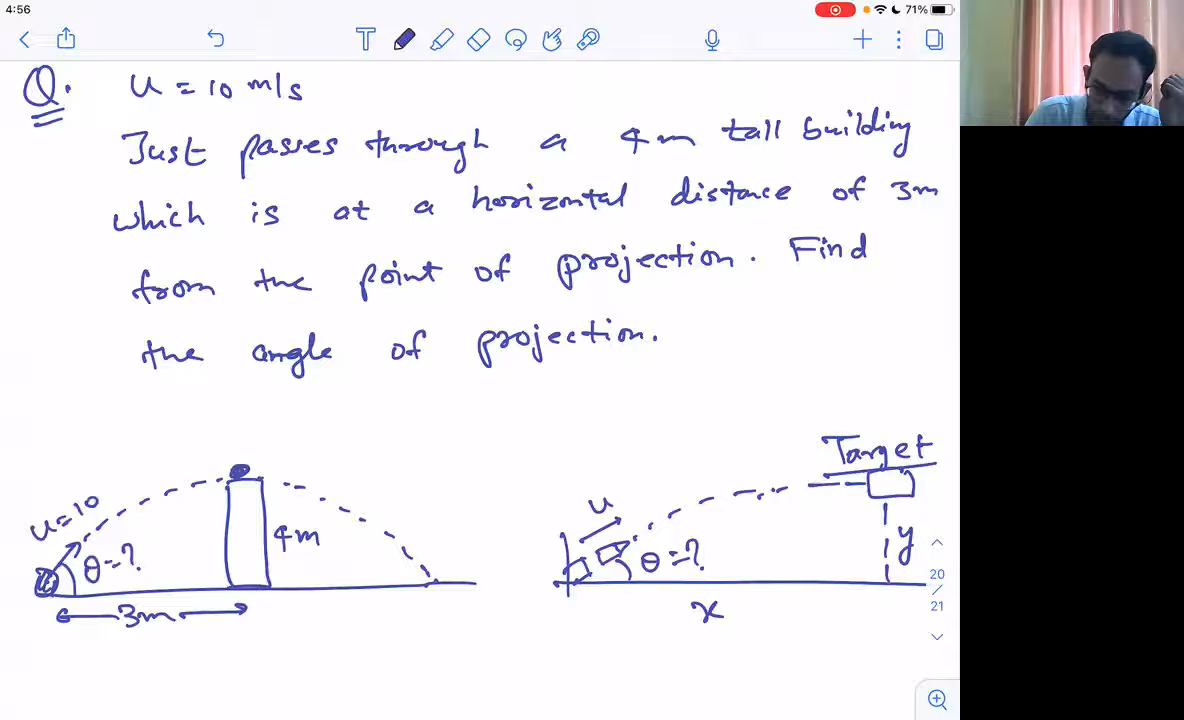 4:56
71%
T
Q. u = 10 m/s
Just passes through a 4m tall building
which is at a horizontal distance of 3m
from the point of projection. Find
the angle of projection.
Target
u=10
θ=?
4m
3m
u
θ=?
y
x
20
21